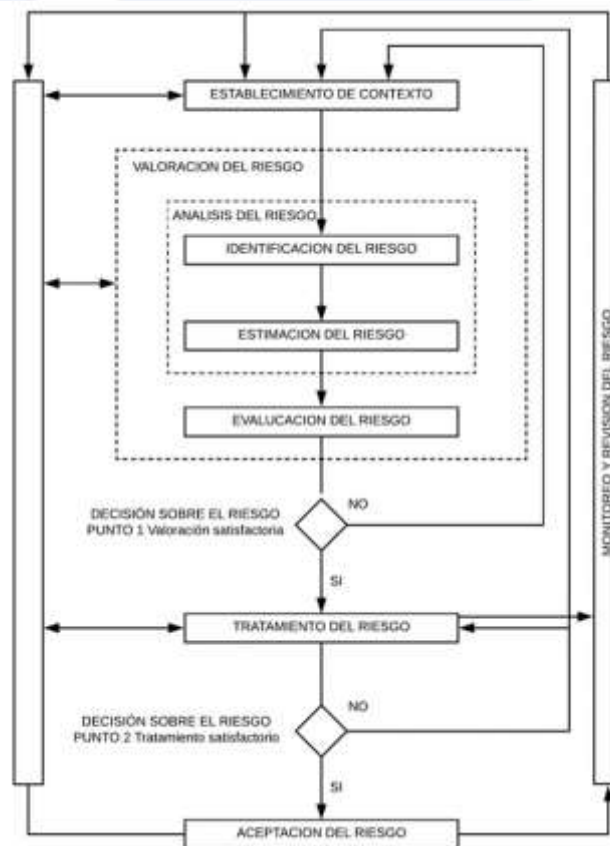 ESTABLECIMIENTO DE CONTEXTO
VALORACION DEL RIESGO
ANALISIS DEL RIESGO
IDENTIFICACION DEL RIESGO
ESTIMACION DEL RIESGO
EVALUCACION DEL RIESGO
DECISIÓN SOBRE EL RIESGO
PUNTO 1 Valoración satisfactoria
NO
SI
TRATAMIENTO DEL RIESGO
DECISIÓN SOBRE EL RIESGO
PUNTO 2 Tratamiento satisfactorio
NO
SI
ACEPTACION DEL RIESGO
MONITOREO Y REVISION DEL RIESGO